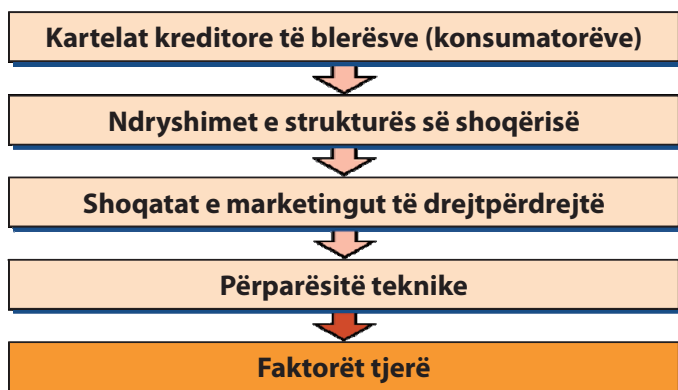 Kartelat kreditore të blerësve (konsumatorëve)
Ndryshimet e strukturës së shoqërisë
Shoqatat e marketingut të drejtpërdrejtë
Përparësitë teknike
Faktorët tjerë